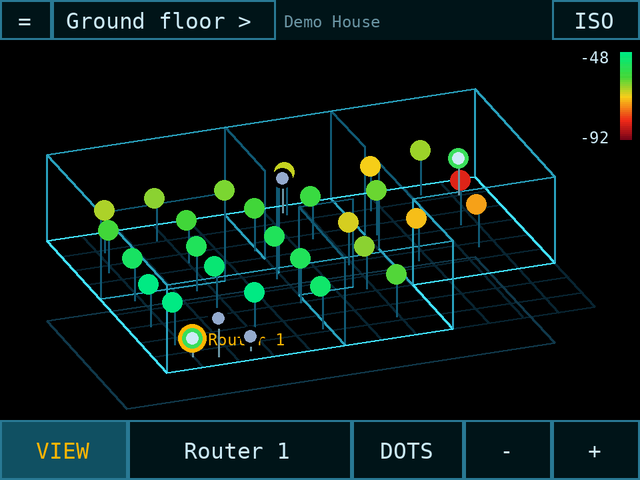 = Ground floor > Demo House ISO
-48
-92
Router 1
VIEW Router 1 DOTS - +